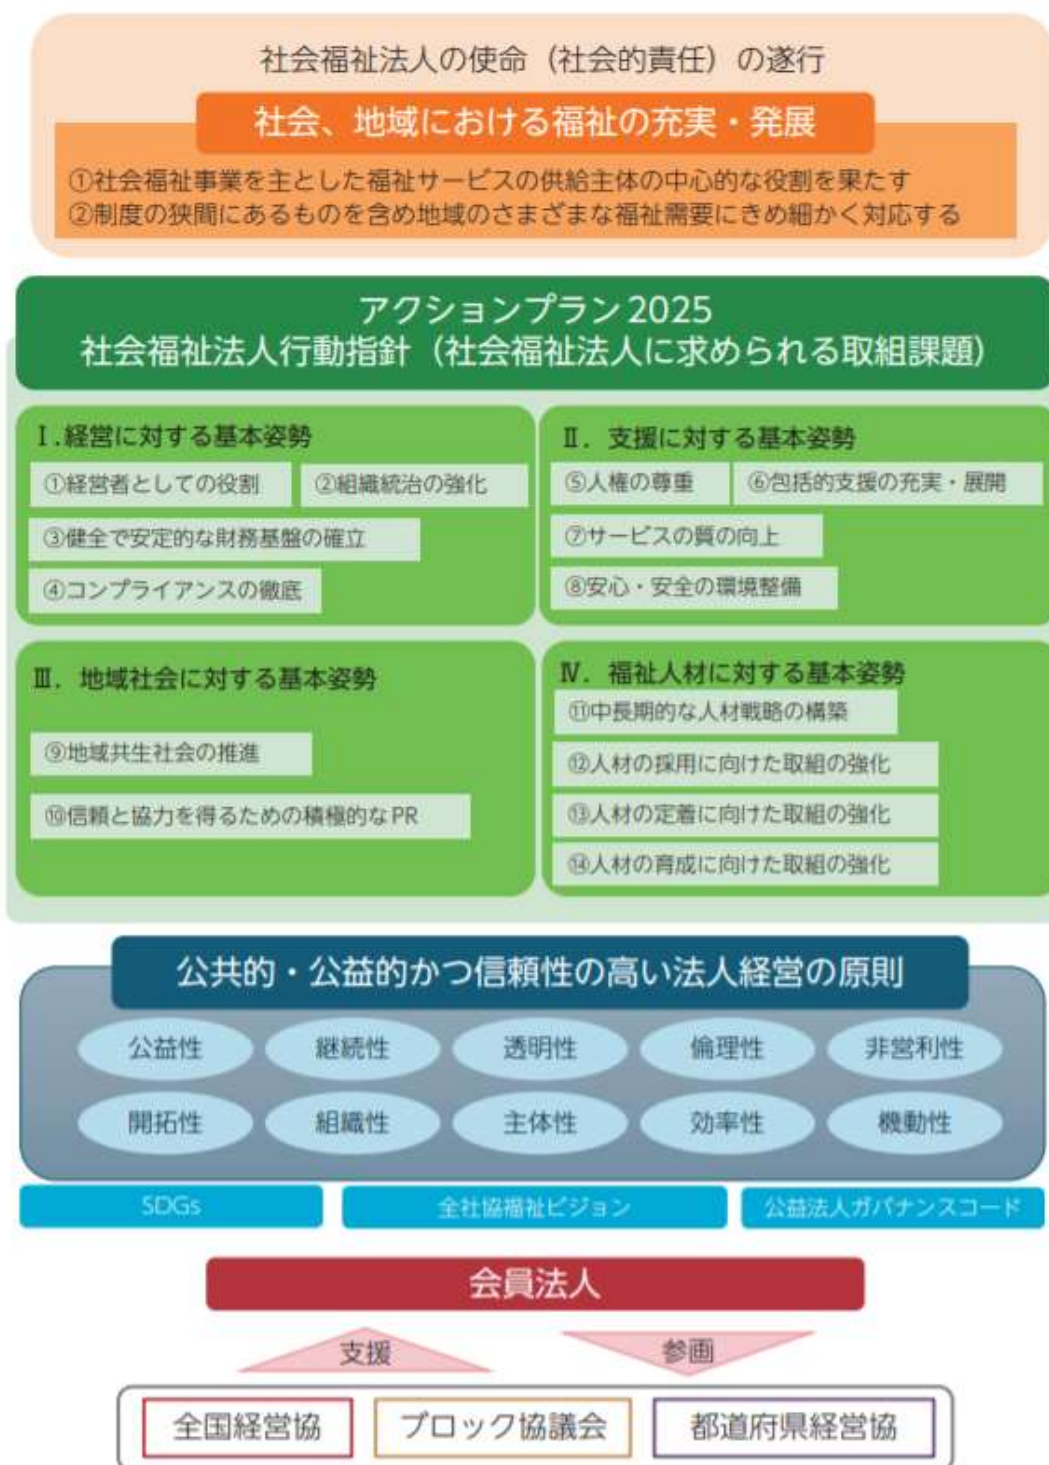 社会福祉法人の使命（社会的責任）の遂行
社会、地域における福祉の充実・発展
①社会福祉事業を主とした福祉サービスの供給主体の中心的な役割を果たす
②制度の狭間にあるものを含め地域のさまざまな福祉需要にきめ細かく対応する
アクションプラン2025
社会福祉法人行動指針（社会福祉法人に求められる取組課題）
Ⅰ.経営に対する基本姿勢
①経営者としての役割
②組織統治の強化
③健全で安定的な財務基盤の確立
④コンプライアンスの徹底
Ⅱ．支援に対する基本姿勢
⑤人権の尊重
⑥包括的支援の充実・展開
⑦サービスの質の向上
⑧安心・安全の環境整備
Ⅲ．地域社会に対する基本姿勢
⑨地域共生社会の推進
⑩信頼と協力を得るための積極的なPR
Ⅳ．福祉人材に対する基本姿勢
⑪中長期的な人材戦略の構築
⑫人材の採用に向けた取組の強化
⑬人材の定着に向けた取組の強化
⑭人材の育成に向けた取組の強化
公共的・公益的かつ信頼性の高い法人経営の原則
公益性
継続性
透明性
倫理性
非営利性
開拓性
組織性
主体性
効率性
機動性
SDGs
全社協福祉ビジョン
公益法人ガバナンスコード
会員法人
支援
参画
全国経営協
ブロック協議会
都道府県経営協